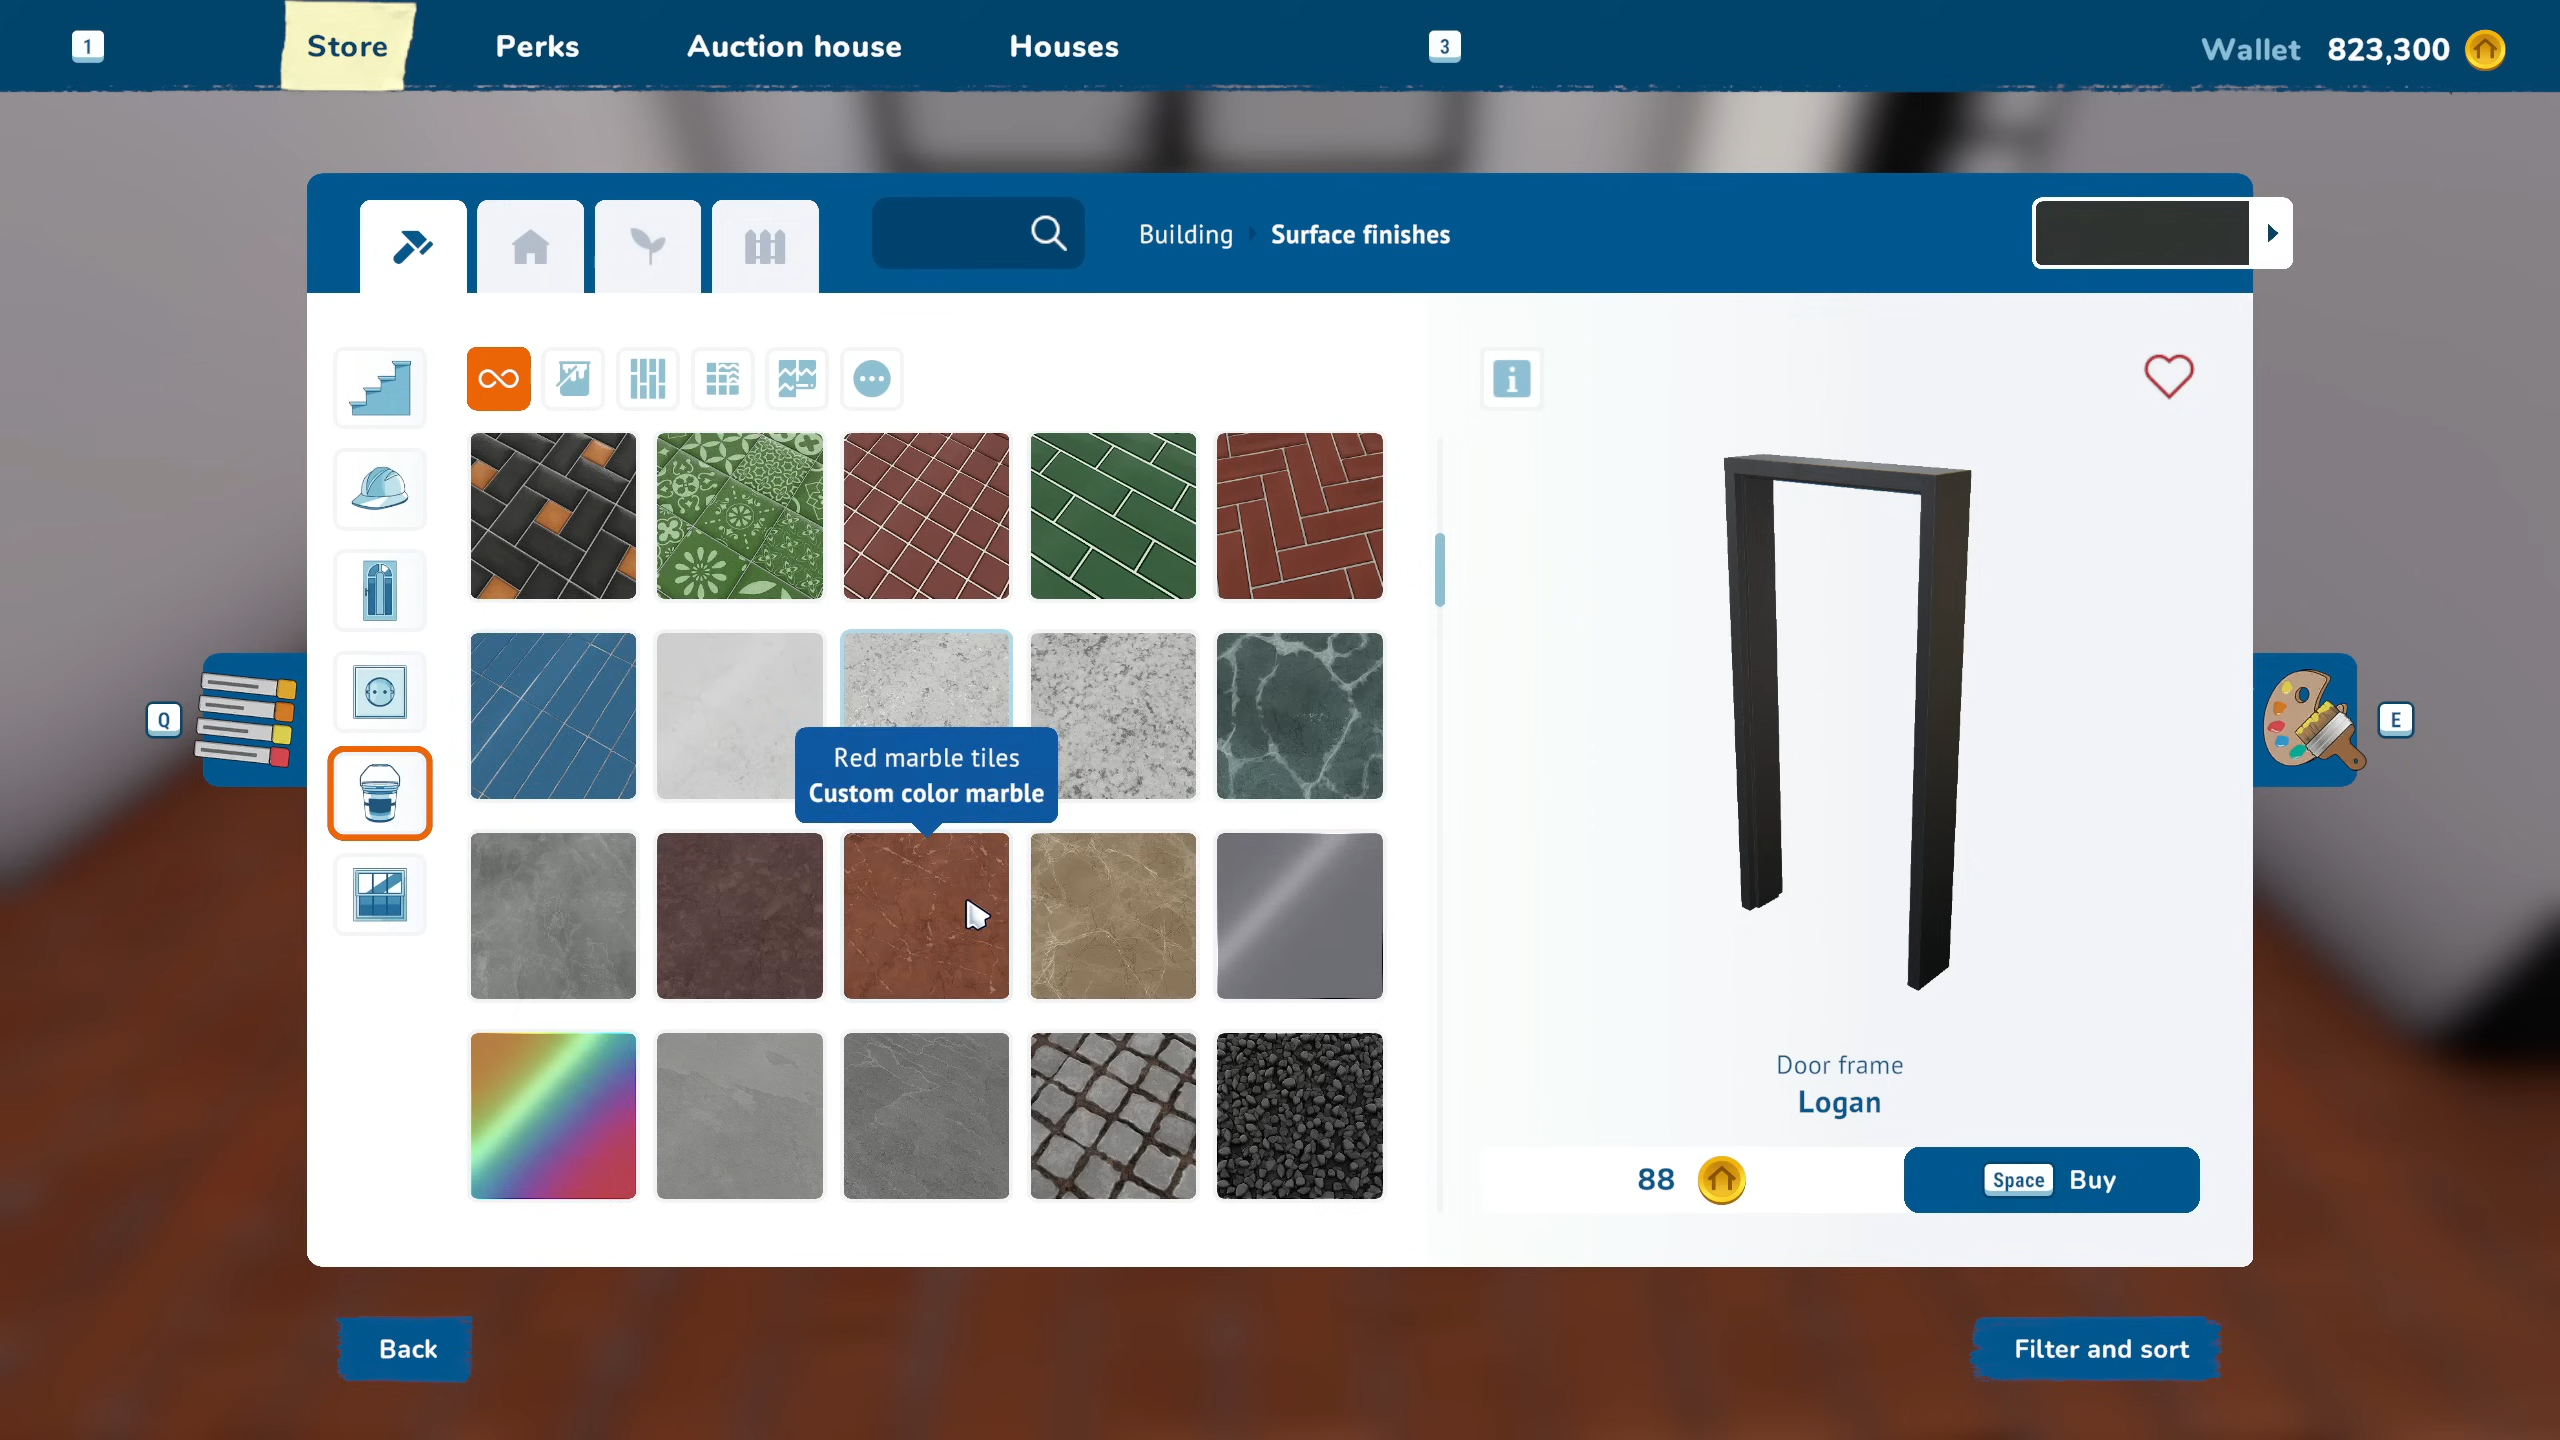 1
Store
Perks
Auction house
Houses
3
Wallet 823,300
Building
Surface finishes
Q
E
Red marble tiles
Custom color marble
Door frame
Logan
88
Space Buy
Back
Filter and sort